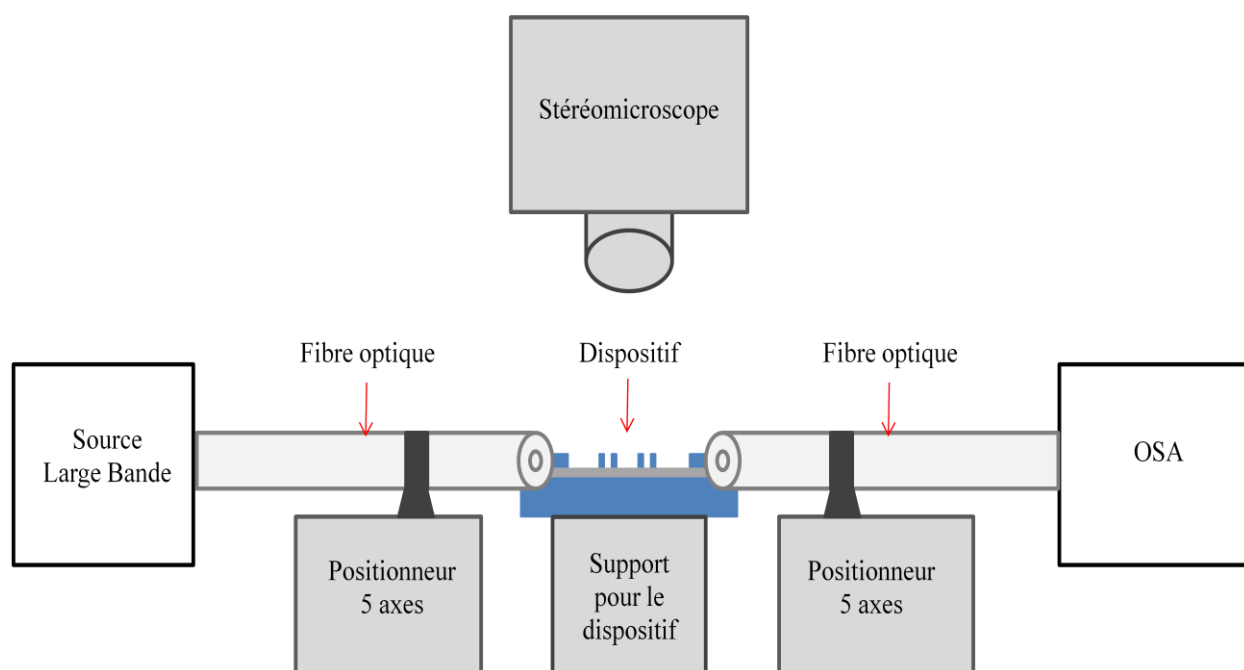 Stéréomicroscope
Fibre optique
Dispositif
Fibre optique
Source
Large Bande
OSA
Positionneur
5 axes
Support
pour le
dispositif
Positionneur
5 axes